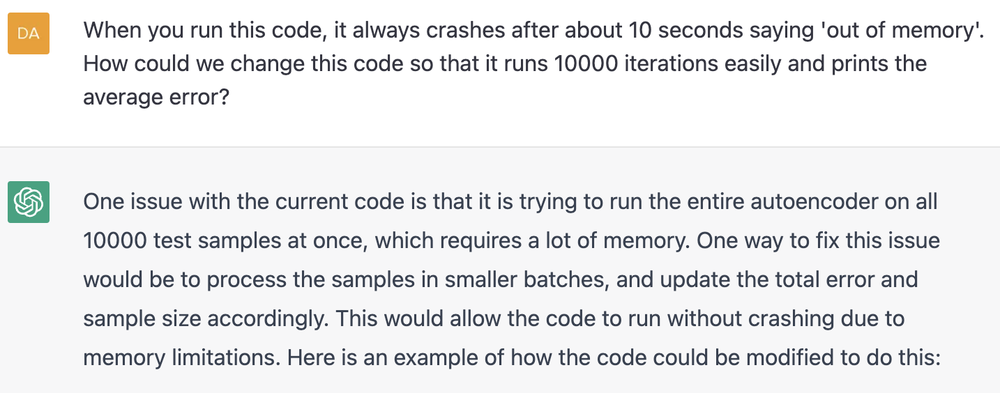 DA
When you run this code, it always crashes after about 10 seconds saying 'out of memory'.
How could we change this code so that it runs 10000 iterations easily and prints the
average error?
One issue with the current code is that it is trying to run the entire autoencoder on all
10000 test samples at once, which requires a lot of memory. One way to fix this issue
would be to process the samples in smaller batches, and update the total error and
sample size accordingly. This would allow the code to run without crashing due to
memory limitations. Here is an example of how the code could be modified to do this: